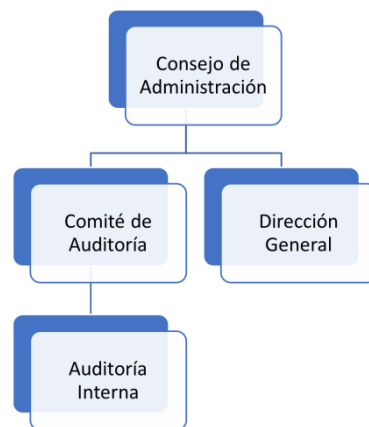 Consejo de
Administración
Comité de
Auditoría
Dirección
General
Auditoría
Interna